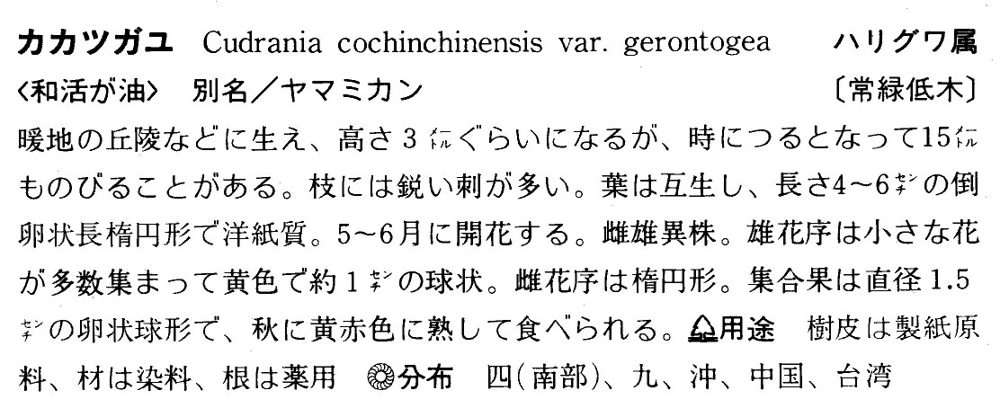 カカツガユ Cudrania cochinchinensis var. gerontogea ハリグワ属
〈和活が油〉 別名／ヤマミカン 〔常緑低木〕
暖地の丘陵などに生え、高さ3㍍ぐらいになるが、時につるとなって15㍍
ものびることがある。枝には鋭い刺が多い。葉は互生し、長さ4〜6㌢の倒
卵状長楕円形で洋紙質。5〜6月に開花する。雌雄異株。雄花序は小さな花
が多数集まって黄色で約1㌢の球状。雌花序は楕円形。集合果は直径1.5
㌢の卵状球形で、秋に黄赤色に熟して食べられる。用途 樹皮は製紙原
料、材は染料、根は薬用 分布 四(南部)、九、沖、中国、台湾